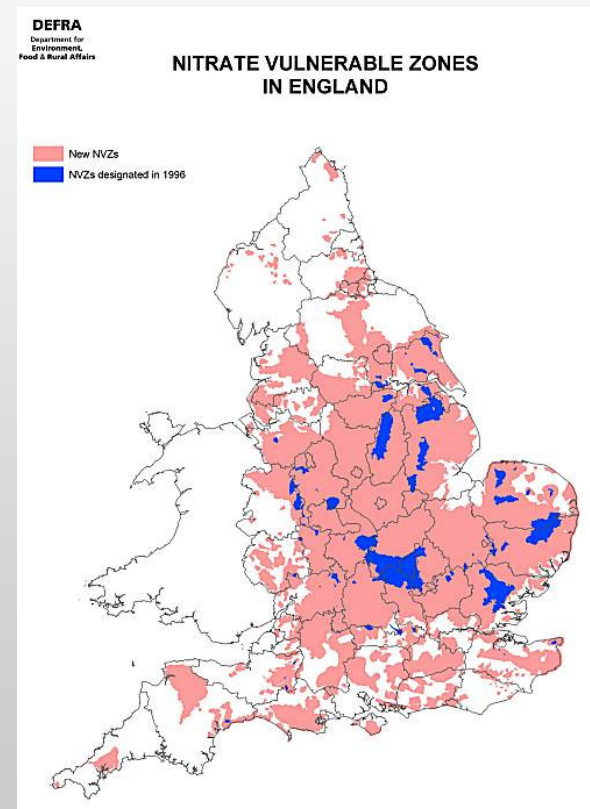 DEFRA
Department for
Environment,
Food & Rural Affairs
NITRATE VULNERABLE ZONES
IN ENGLAND
New NVZs
NVZs designated in 1996